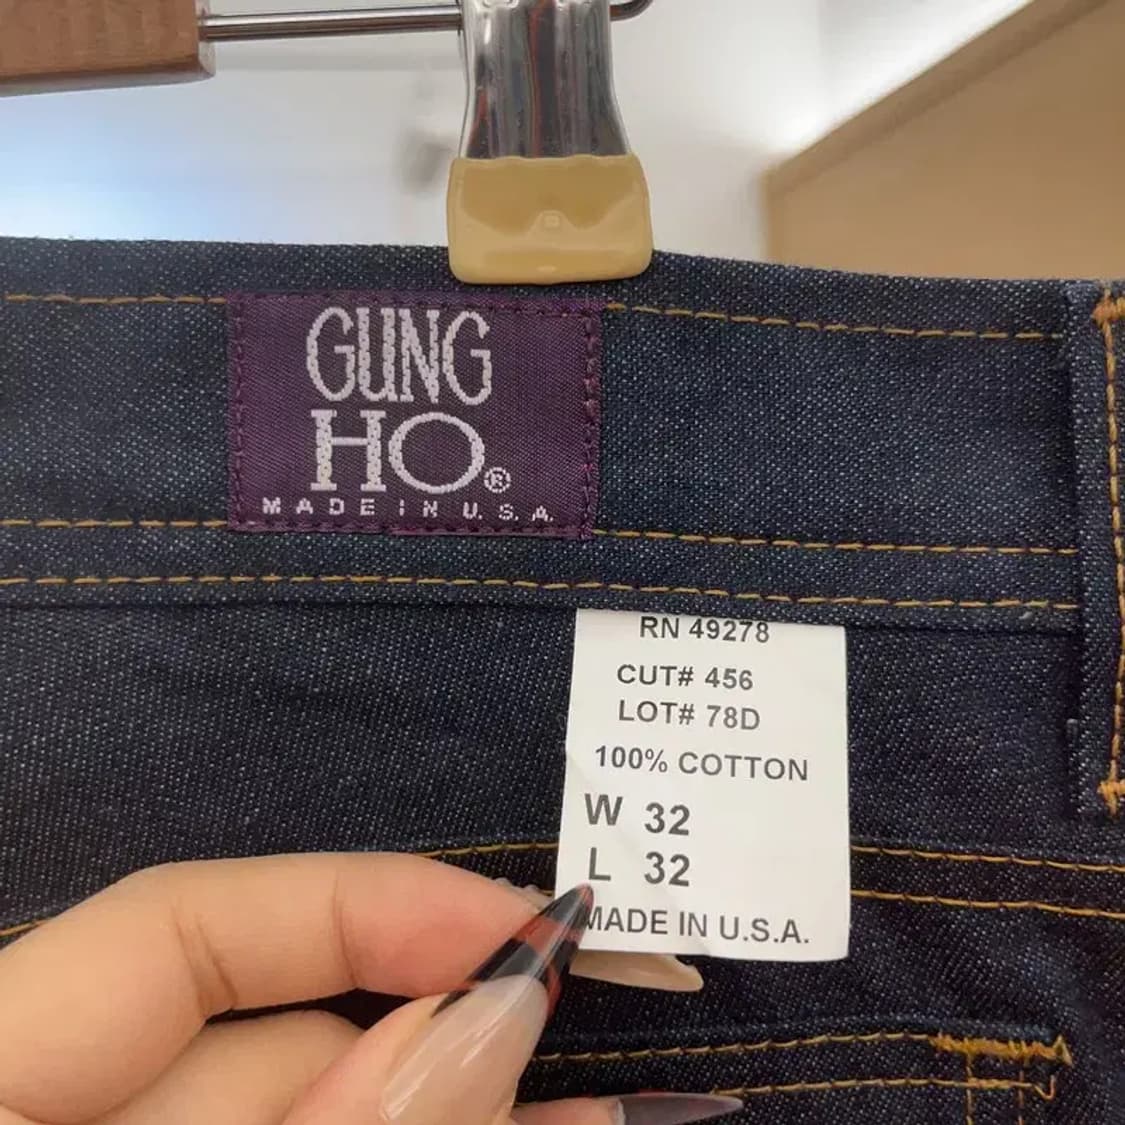 GUNG
HO®
MADE IN U.S.A.
RN 49278
CUT# 456
LOT# 78D
100% COTTON
W 32
L 32
MADE IN U.S.A.